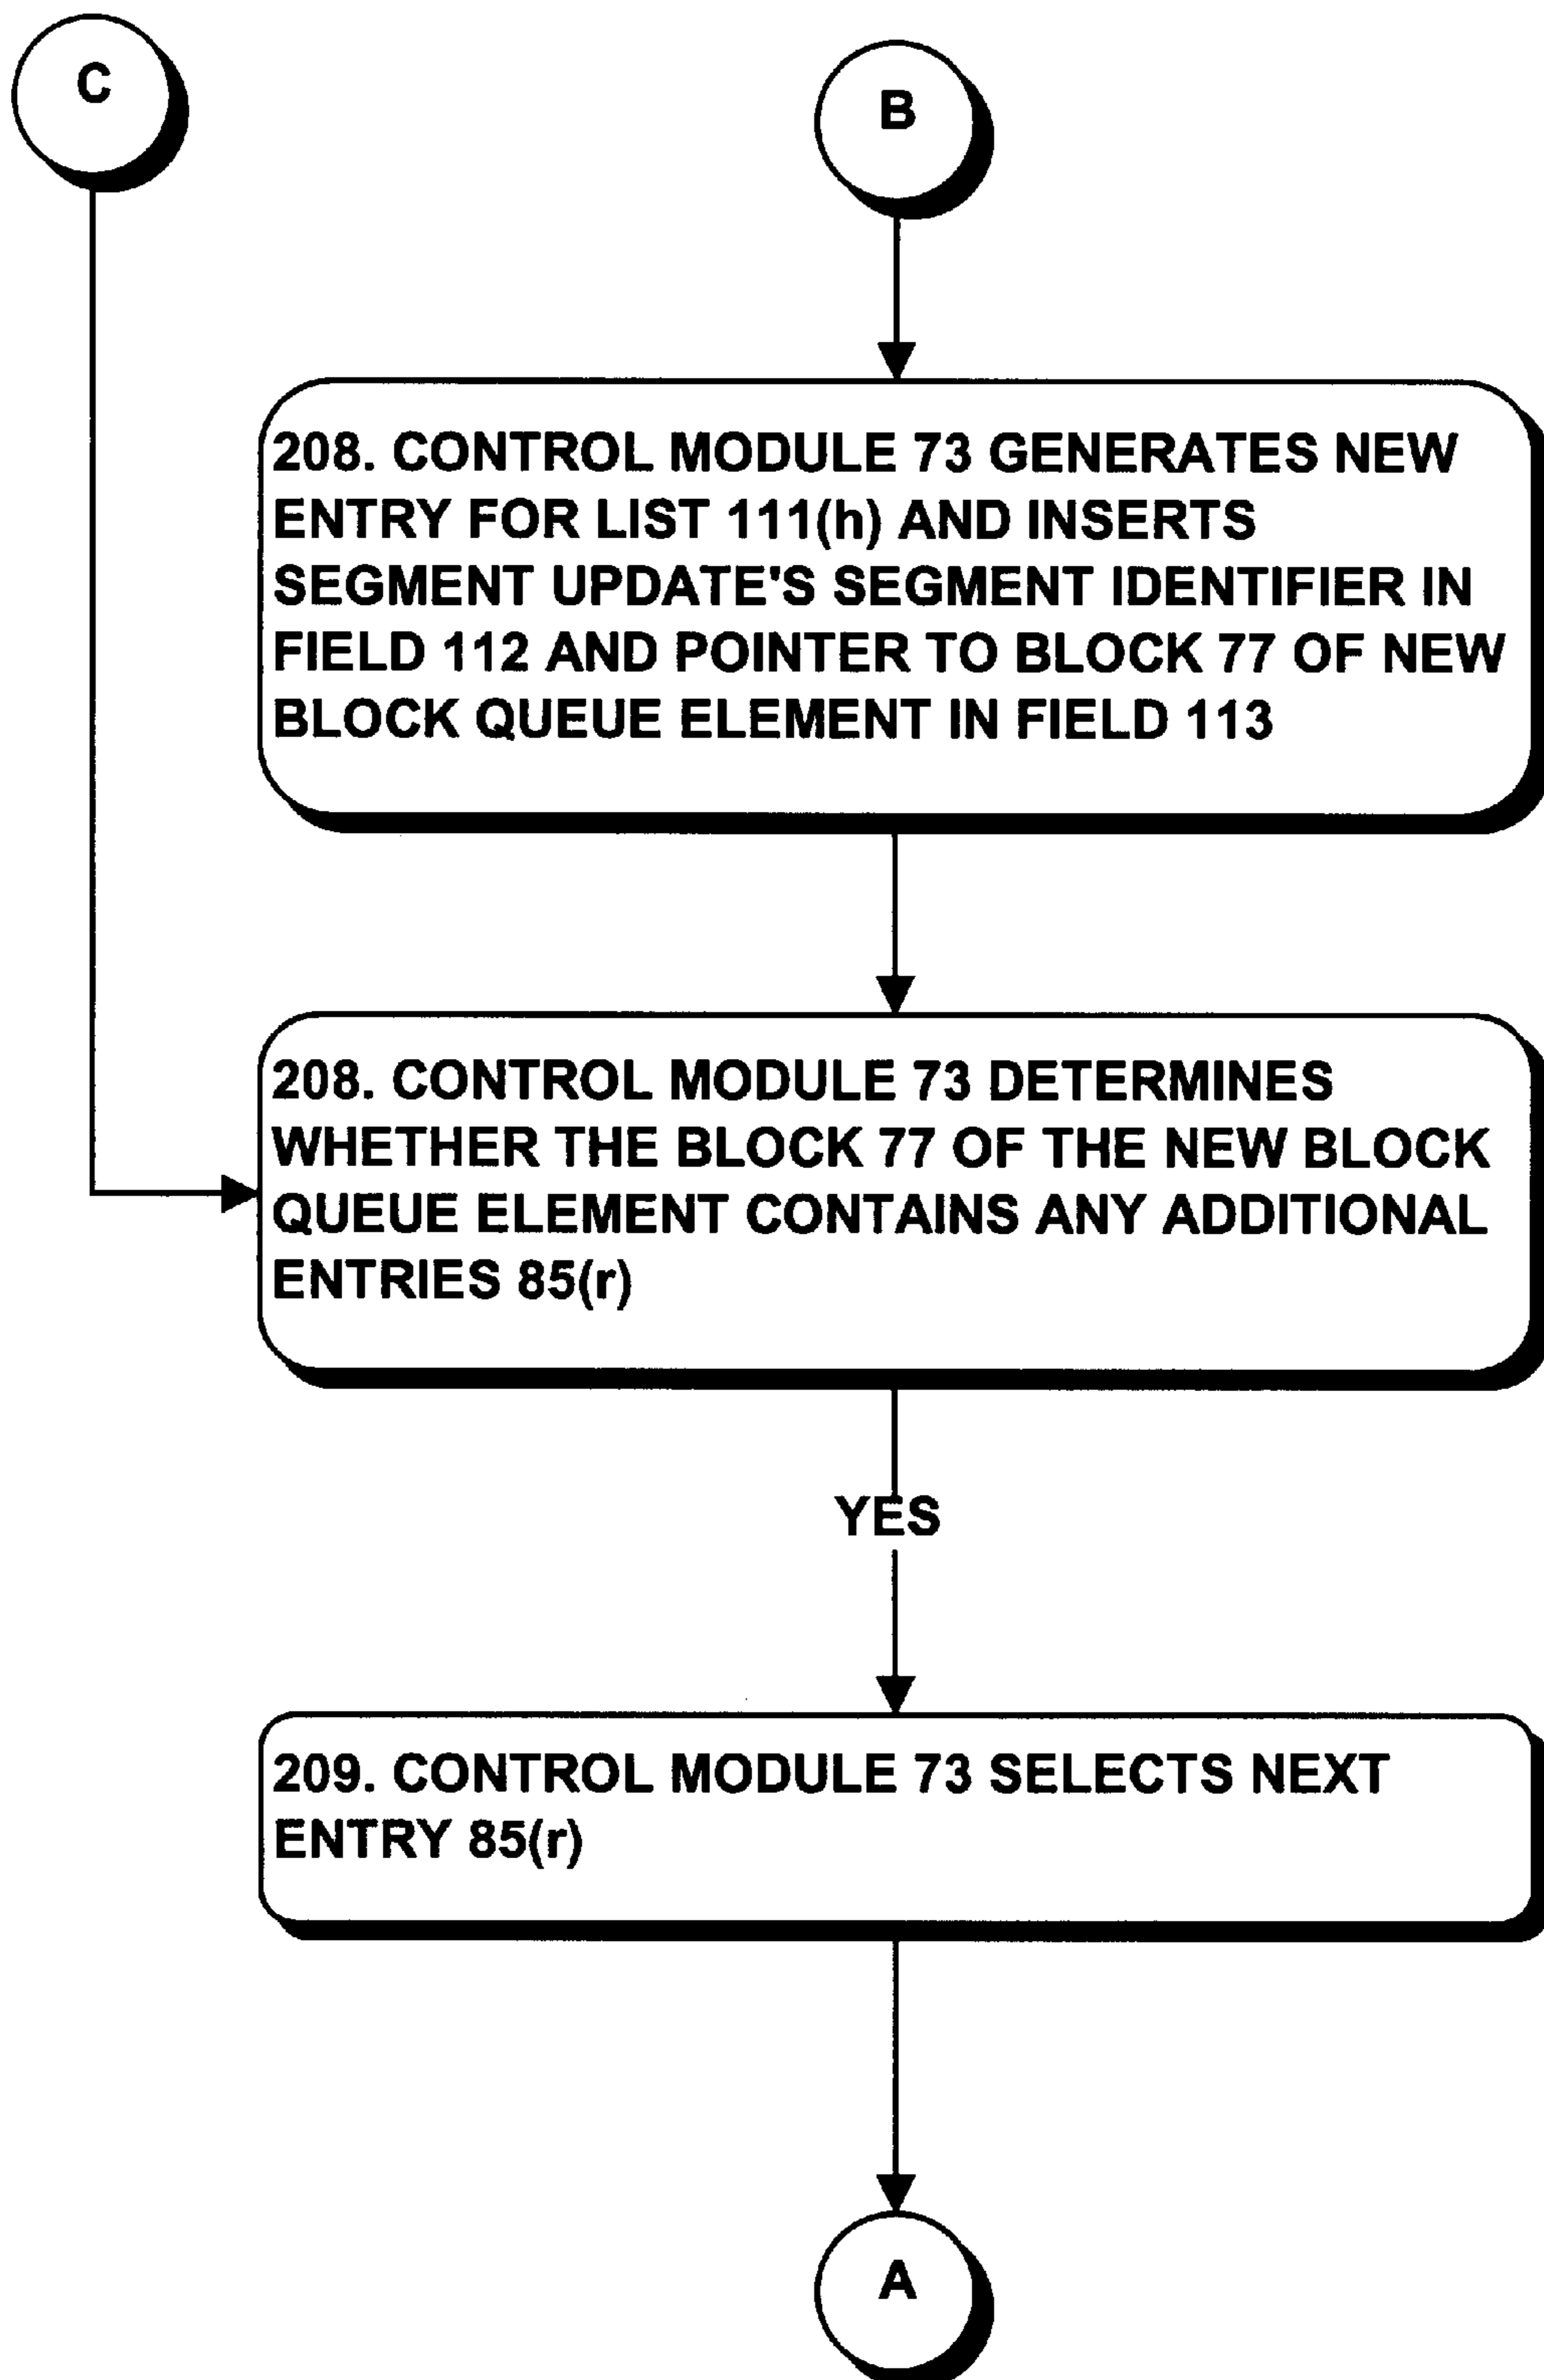 C
B
208. CONTROL MODULE 73 GENERATES NEW
ENTRY FOR LIST 111(h) AND INSERTS
SEGMENT UPDATE'S SEGMENT IDENTIFIER IN
FIELD 112 AND POINTER TO BLOCK 77 OF NEW
BLOCK QUEUE ELEMENT IN FIELD 113
208. CONTROL MODULE 73 DETERMINES
WHETHER THE BLOCK 77 OF THE NEW BLOCK
QUEUE ELEMENT CONTAINS ANY ADDITIONAL
ENTRIES 85(r)
YES
209. CONTROL MODULE 73 SELECTS NEXT
ENTRY 85(r)
A